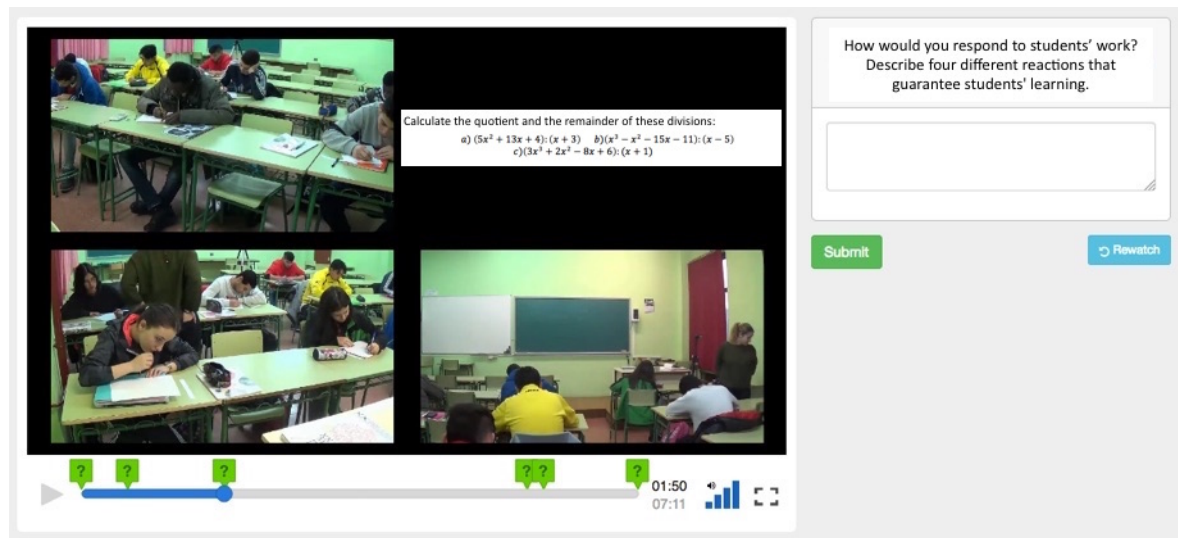 Calculate the quotient and the remainder of these divisions:
a) (5x² + 13x + 4): (x + 3) b)(x³ − x² − 15x − 11): (x − 5)
c)(3x³ + 2x² − 8x + 6): (x + 1)
? ? ? ? ? ?
01:50
07:11
How would you respond to students’ work?
Describe four different reactions that
guarantee students' learning.
Submit
Rewatch